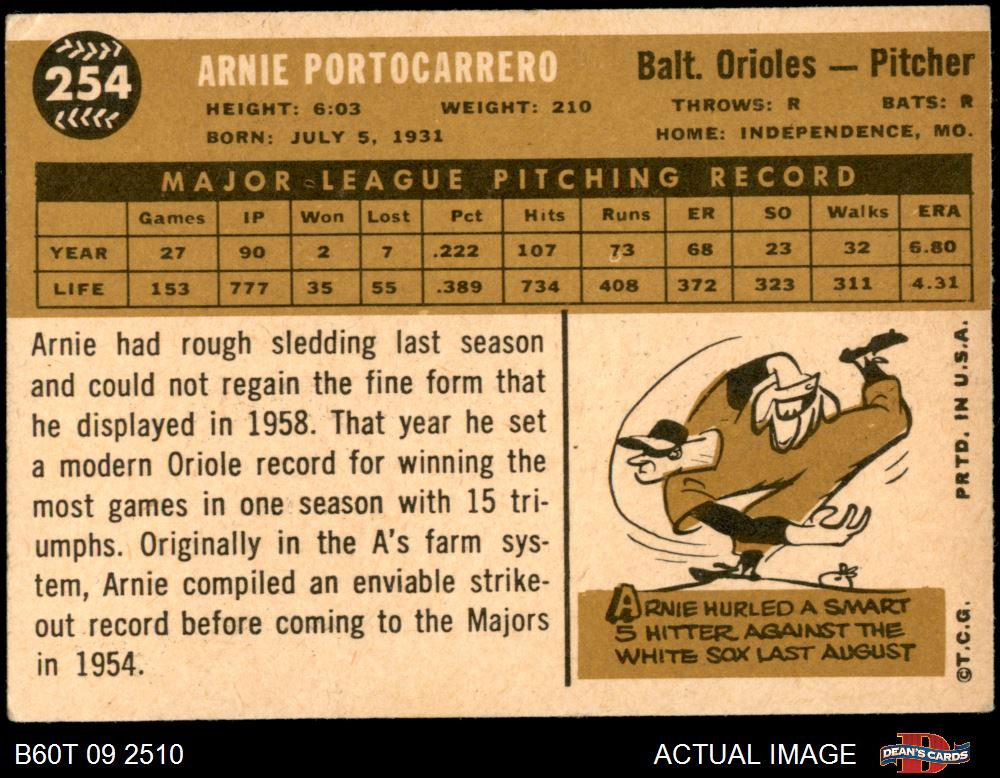 254
ARNIE PORTOCARRERO
Balt. Orioles — Pitcher
HEIGHT: 6:03 WEIGHT: 210 THROWS: R BATS: R
BORN: JULY 5, 1931 HOME: INDEPENDENCE, MO.
MAJOR LEAGUE PITCHING RECORD
Games IP Won Lost Pct Hits Runs ER SO Walks ERA
YEAR 27 90 2 7 .222 107 73 68 23 32 6.80
LIFE 153 777 35 55 .389 734 408 372 323 311 4.31
Arnie had rough sledding last season
and could not regain the fine form that
he displayed in 1958. That year he set
a modern Oriole record for winning the
most games in one season with 15 tri-
umphs. Originally in the A's farm sys-
tem, Arnie compiled an enviable strike-
out record before coming to the Majors
in 1954.
ARNIE HURLED A SMART
5 HITTER AGAINST THE
WHITE SOX LAST AUGUST
©T.C.G. PRTD. IN U.S.A.
B60T 09 2510
ACTUAL IMAGE
D
DEAN'S CARDS